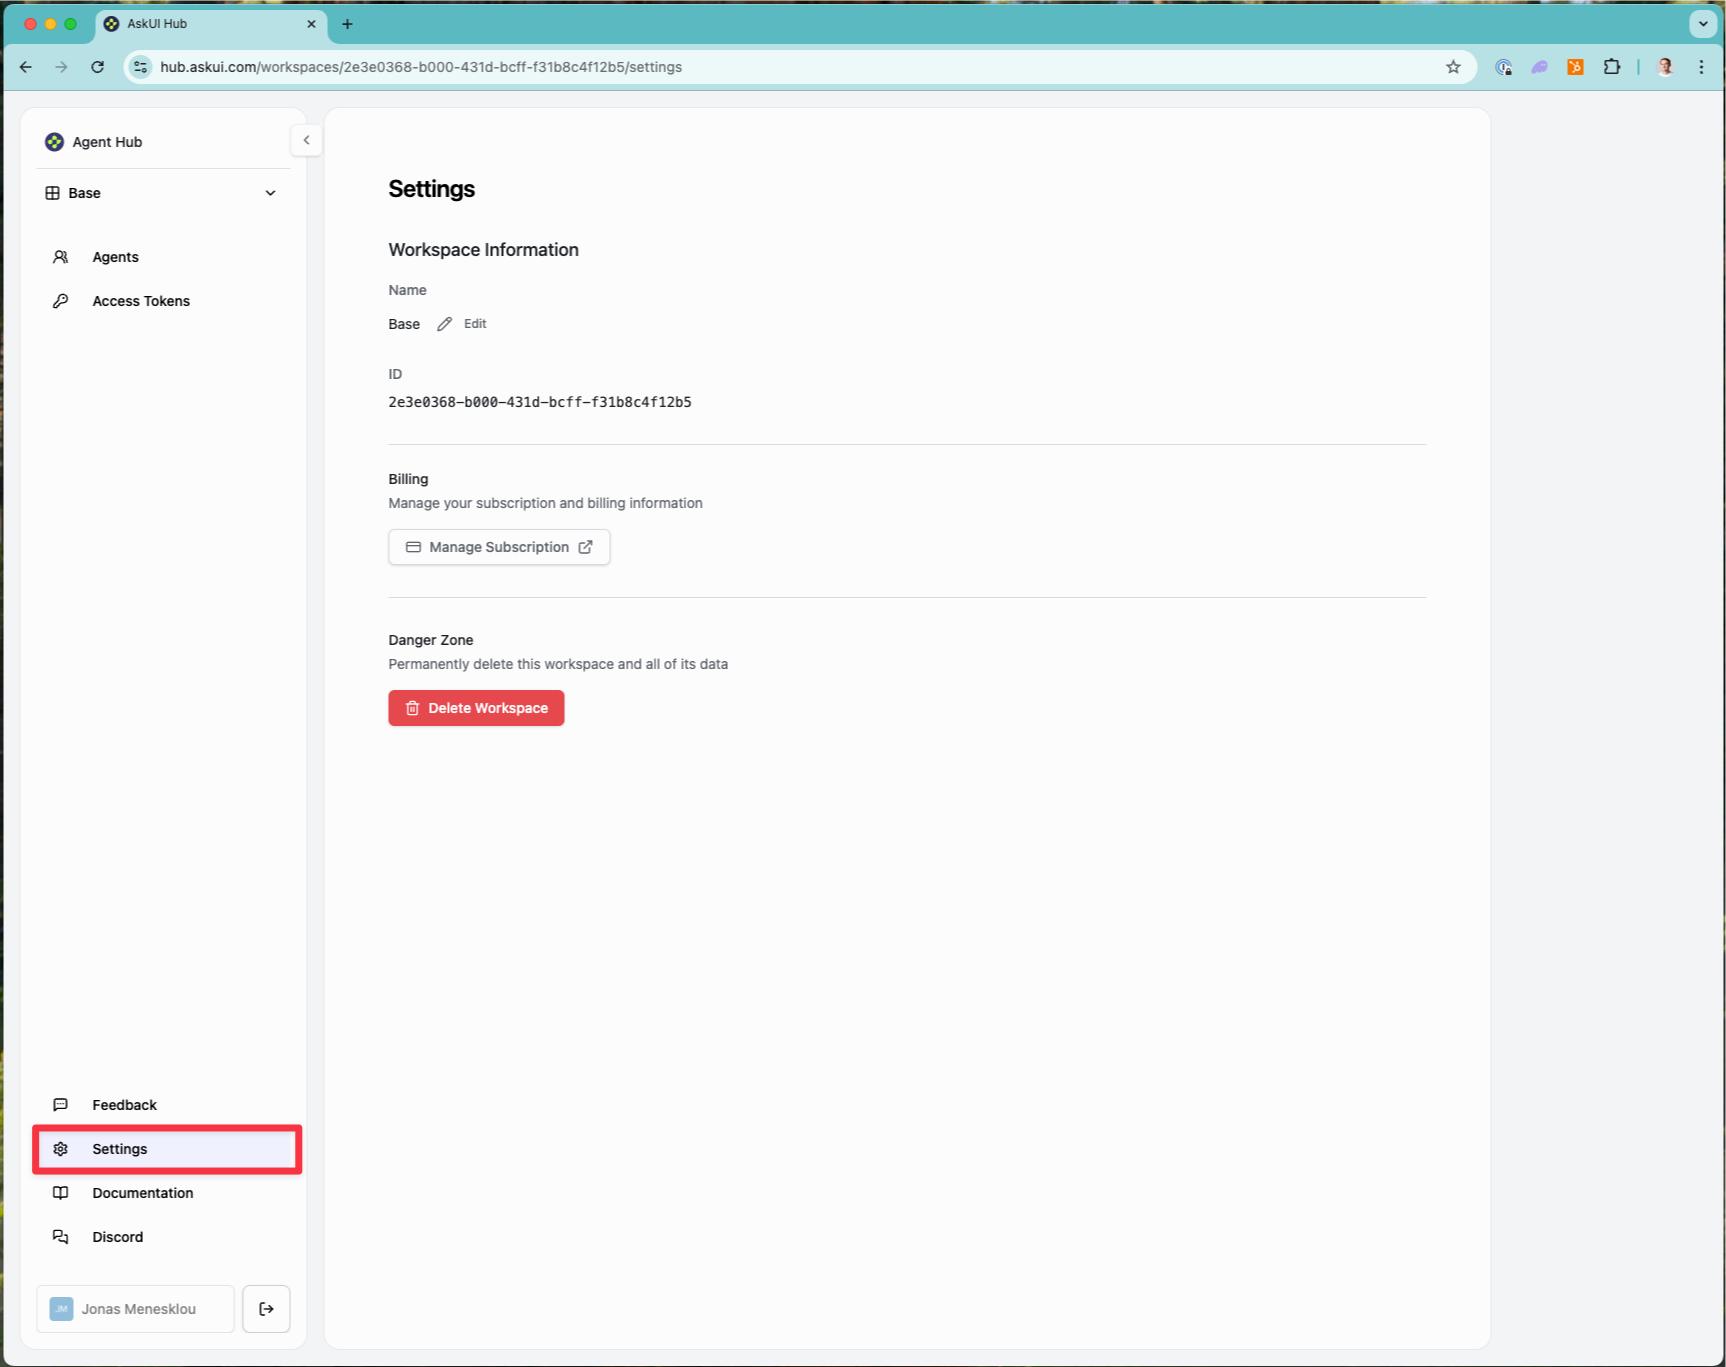 AskUI Hub
hub.askui.com/workspaces/2e3e0368-b000-431d-bcff-f31b8c4f12b5/settings
Agent Hub
Base
Agents
Access Tokens
Settings
Workspace Information
Name
Base Edit
ID
2e3e0368-b000-431d-bcff-f31b8c4f12b5
Billing
Manage your subscription and billing information
Manage Subscription
Danger Zone
Permanently delete this workspace and all of its data
Delete Workspace
Feedback
Settings
Documentation
Discord
JM Jonas Menesklou